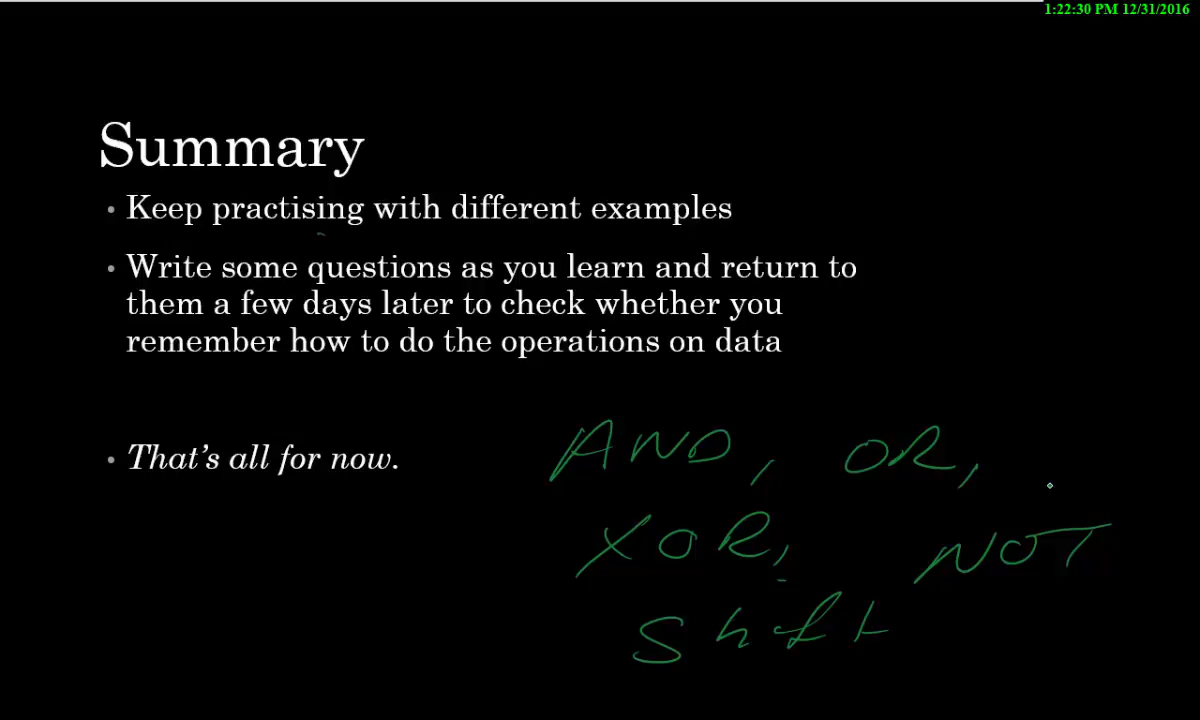 1:22:30 PM 12/31/2016
Summary
• Keep practising with different examples
• Write some questions as you learn and return to
them a few days later to check whether you
remember how to do the operations on data
• That's all for now.
AND, OR,
XOR, NOT
Shift